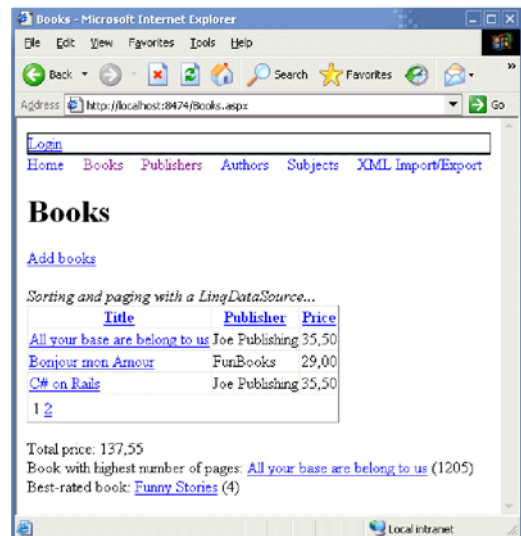 Books - Microsoft Internet Explorer
File Edit View Favorites Tools Help
Back Search Favorites »
Address http://localhost:8474/Books.aspx Go
Login
Home Books Publishers Authors Subjects XML Import/Export
Books
Add books
Sorting and paging with a LinqDataSource...
Title Publisher Price
All your base are belong to us Joe Publishing 35,50
Bonjour mon Amour FunBooks 29,00
C# on Rails Joe Publishing 35,50
1 2
Total price: 137,55
Book with highest number of pages: All your base are belong to us (1205)
Best-rated book: Funny Stories (4)
Local intranet